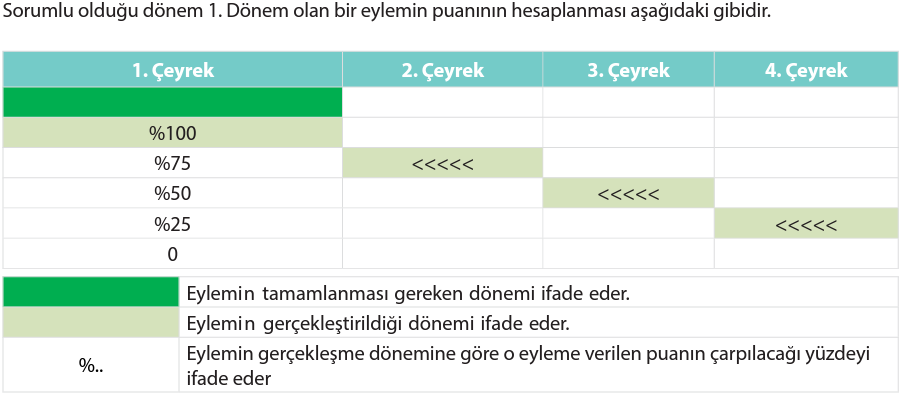 Sorumlu olduğu dönem 1. Dönem olan bir eylemin puanının hesaplanması aşağıdaki gibidir.
1. Çeyrek 2. Çeyrek 3. Çeyrek 4. Çeyrek
%100
%75 <<<<<
%50 <<<<<
%25 <<<<<
0
Eylemin tamamlanması gereken dönemi ifade eder.
Eylemin gerçekleştirildiği dönemi ifade eder.
%.. Eylemin gerçekleşme dönemine göre o eyleme verilen puanın çarpılacağı yüzdeyi
ifade eder